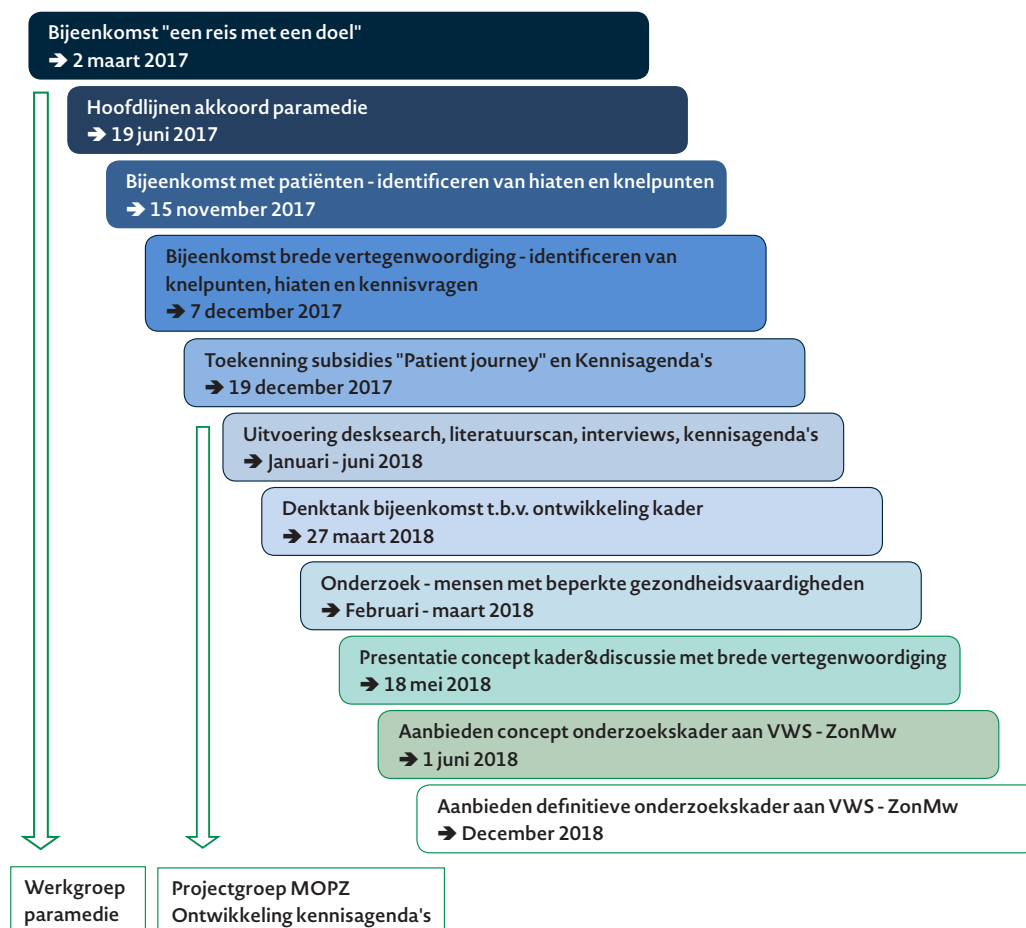 Bijeenkomst "een reis met een doel"
➔ 2 maart 2017
Hoofdlijnen akkoord paramedie
➔ 19 juni 2017
Bijeenkomst met patiënten - identificeren van hiaten en knelpunten
➔ 15 november 2017
Bijeenkomst brede vertegenwoordiging - identificeren van
knelpunten, hiaten en kennisvragen
➔ 7 december 2017
Toekenning subsidies "Patient journey" en Kennisagenda's
➔ 19 december 2017
Uitvoering desksearch, literatuurscan, interviews, kennisagenda's
➔ Januari - juni 2018
Denktank bijeenkomst t.b.v. ontwikkeling kader
➔ 27 maart 2018
Onderzoek - mensen met beperkte gezondheidsvaardigheden
➔ Februari - maart 2018
Presentatie concept kader&discussie met brede vertegenwoordiging
➔ 18 mei 2018
Aanbieden concept onderzoekskader aan VWS - ZonMw
➔ 1 juni 2018
Aanbieden definitieve onderzoekskader aan VWS - ZonMw
➔ December 2018
Werkgroep
paramedie
Projectgroep MOPZ
Ontwikkeling kennisagenda's